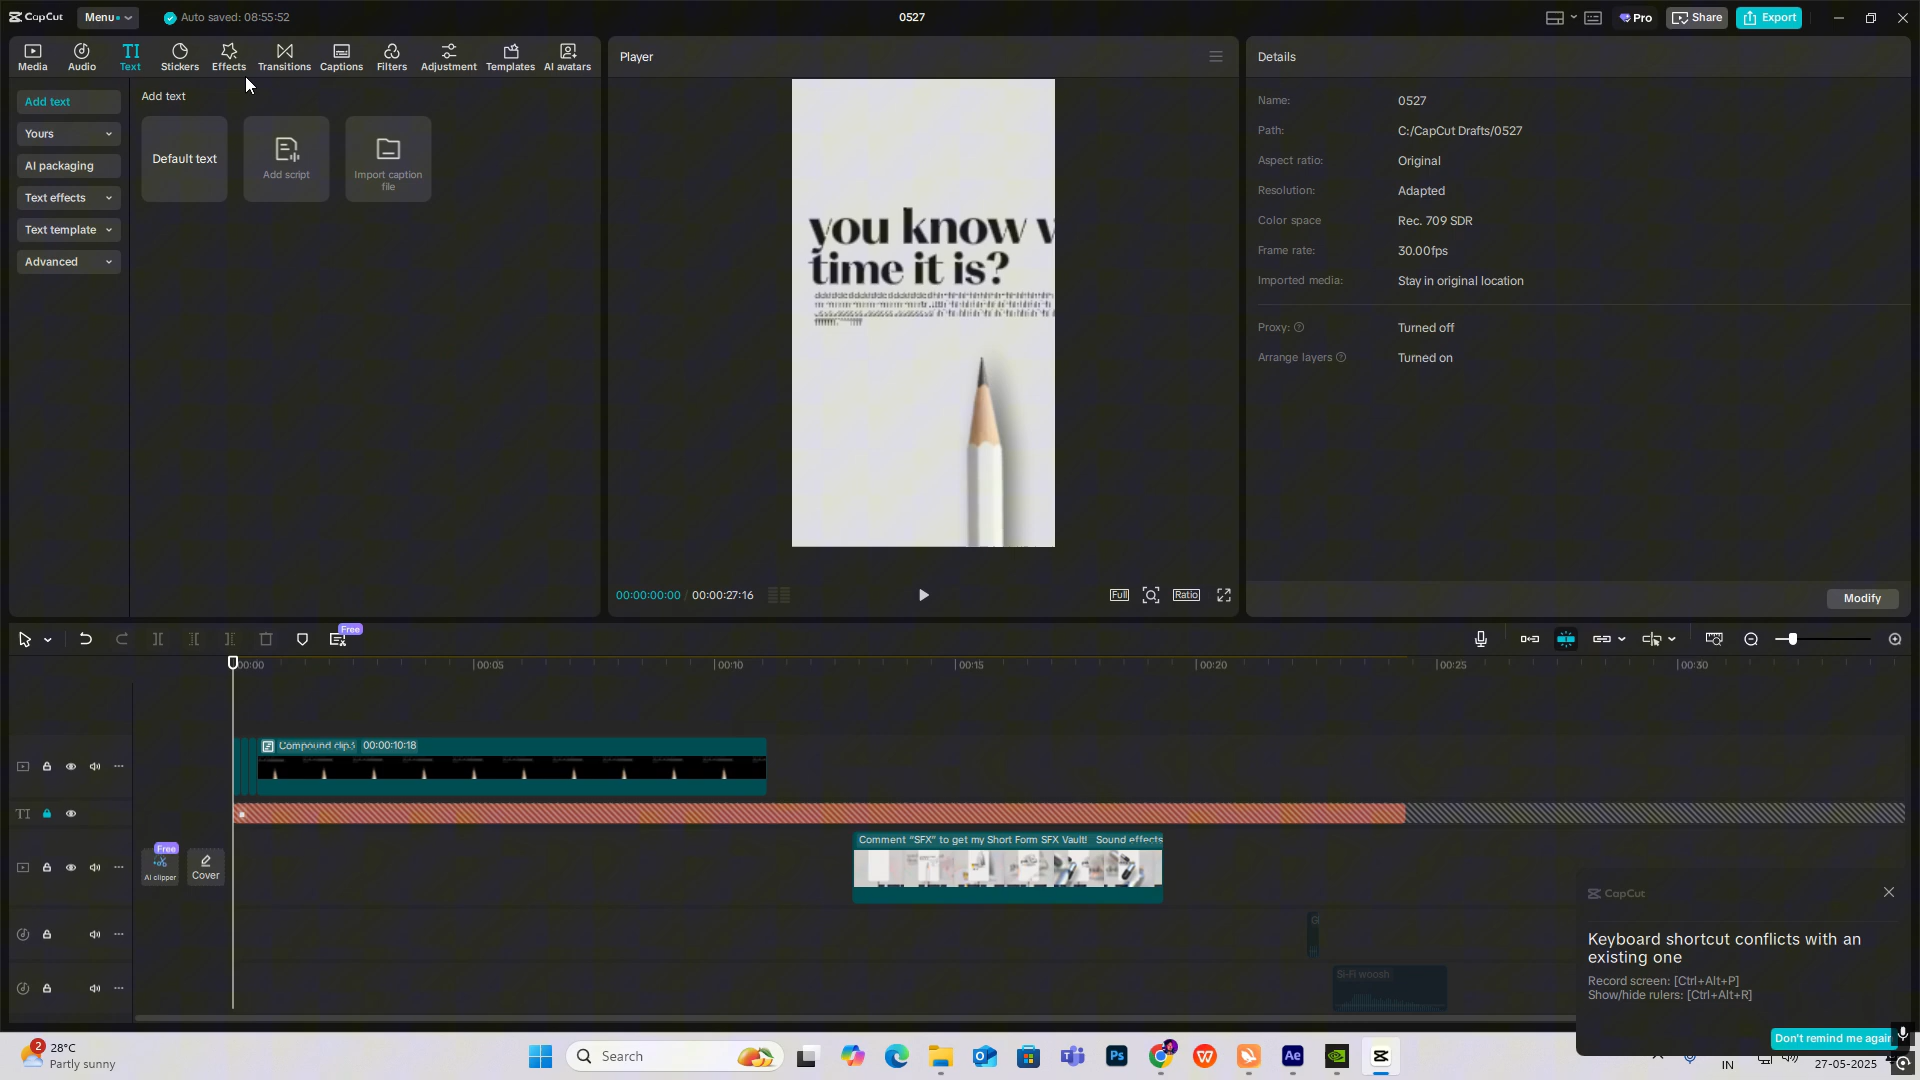 CapCut
Menu
Auto saved: 08:55:52
0527
Pro
Share
Export
Media
Audio
Text
Stickers
Effects
Transitions
Captions
Filters
Adjustment
Templates
AI avatars
Add text
Yours
AI packaging
Text effects
Text template
Advanced
Add text
Default text
Add script
Import caption
file
Player
you know
time it is?
00:00:00:00 / 00:00:27:16
Full
Ratio
Details
Name: 0527
Path: C:/CapCut Drafts/0527
Aspect ratio: Original
Resolution: Adapted
Color space Rec. 709 SDR
Frame rate: 30.00fps
Imported media: Stay in original location
Proxy: Turned off
Arrange layers Turned on
Modify
Free
00:00
00:05
00:10
00:15
00:20
00:25
00:30
Compound clip3 00:00:10:18
TI
Free
AI clipper
Cover
Comment "SFX" to get my Short Form SFX Vault! Sound effects
Si-Fi woosh
CapCut
Keyboard shortcut conflicts with an
existing one
Record screen: [Ctrl+Alt+P]
Show/hide rulers: [Ctrl+Alt+R]
Don't remind me again
2
28°C
Partly sunny
Search
Ps
Ae
IN
27-05-2025